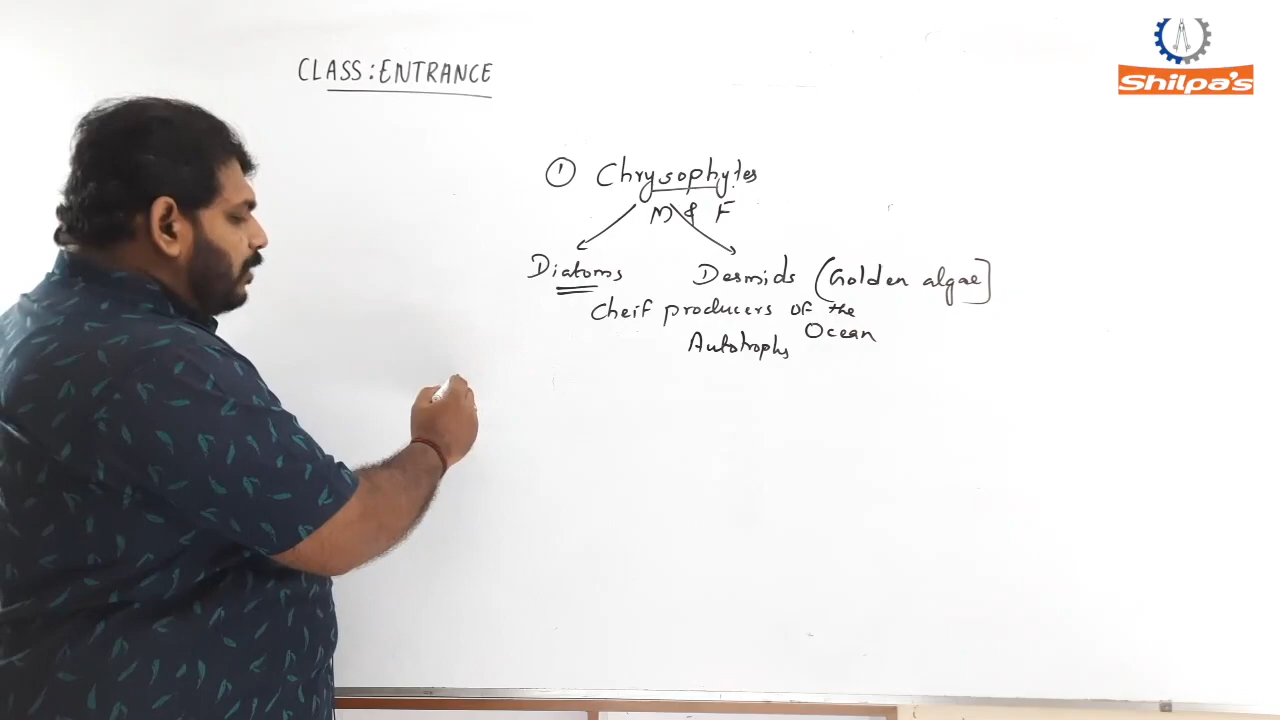 CLASS: ENTRANCE
Shilpa's
① Chrysophytes
M & F
Diatoms Desmids (Golden algae]
Cheif producers of the
Ocean
Autotrophs